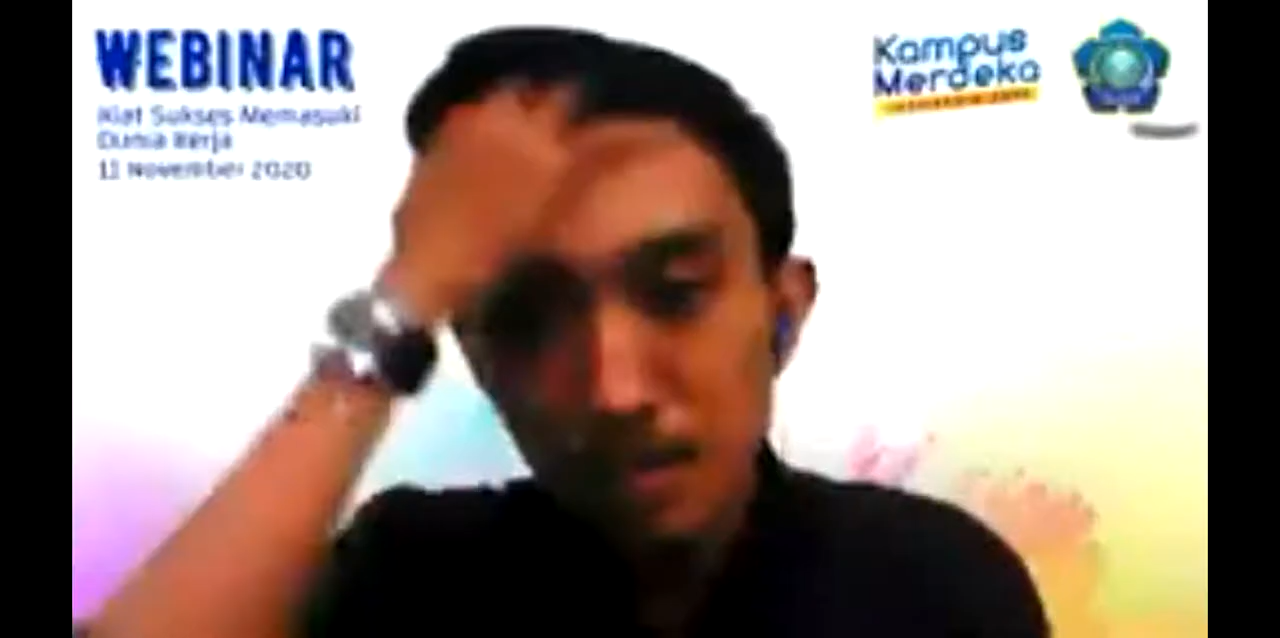 WEBINAR
Kiat Sukses Memasuki
Dunia Kerja
11 November 2020
Kampus
Merdeka